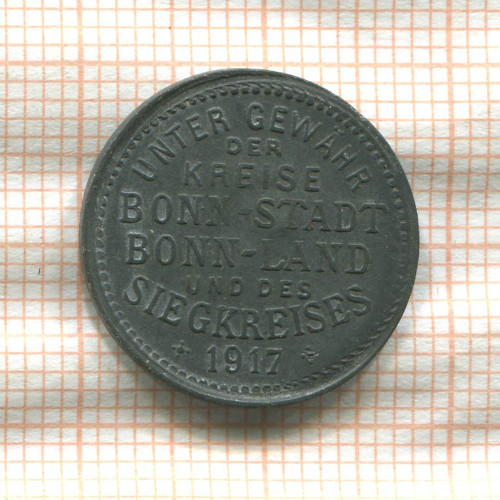 UNTER GEWÄHR
DER
KREISE
BONN-STADT
BONN-LAND
UND DES
SIEGKREISES
1917